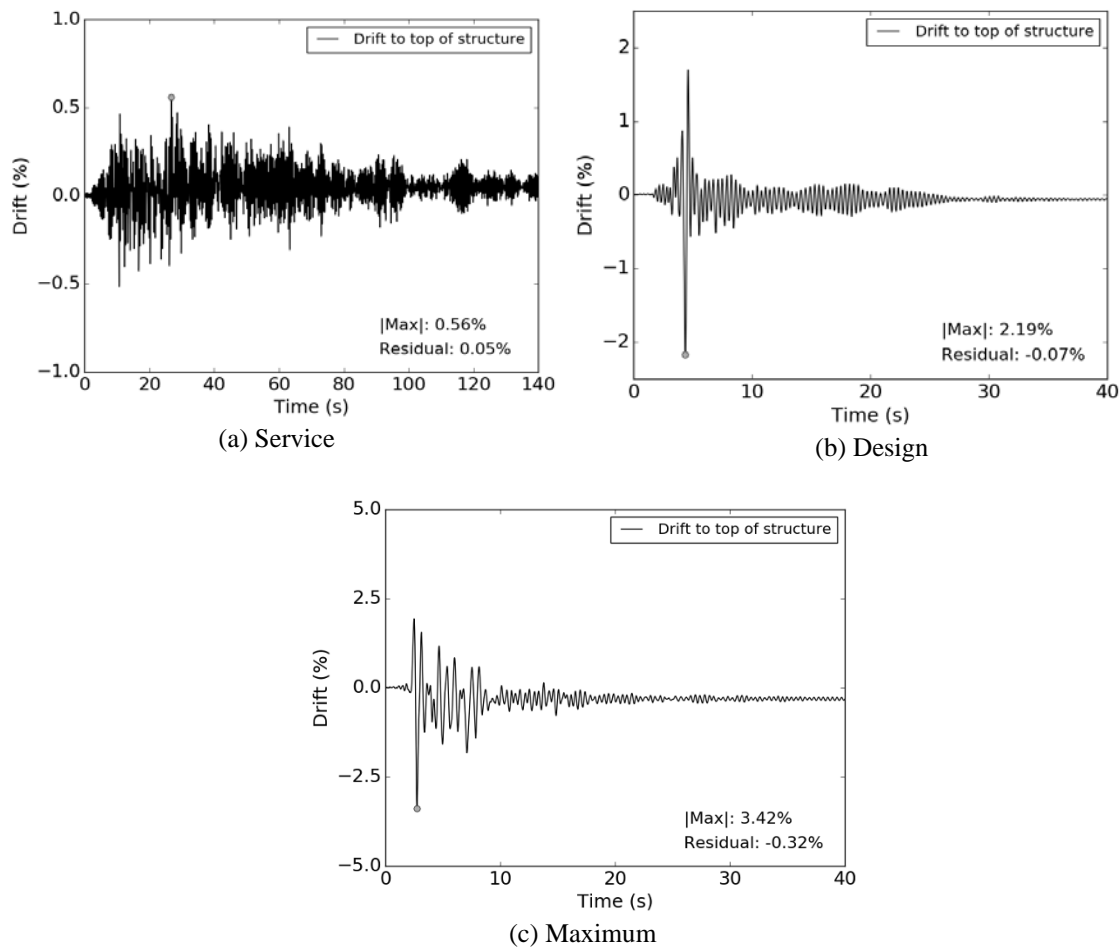 1.0
0.5
0.0
−0.5
−1.0
Drift (%)
Drift to top of structure
|Max|: 0.56%
Residual: 0.05%
0 20 40 60 80 100 120 140
Time (s)
(a) Service
2
1
0
−1
−2
Drift (%)
Drift to top of structure
|Max|: 2.19%
Residual: -0.07%
0 10 20 30 40
Time (s)
(b) Design
5.0
2.5
0.0
−2.5
−5.0
Drift (%)
Drift to top of structure
|Max|: 3.42%
Residual: -0.32%
0 10 20 30 40
Time (s)
(c) Maximum